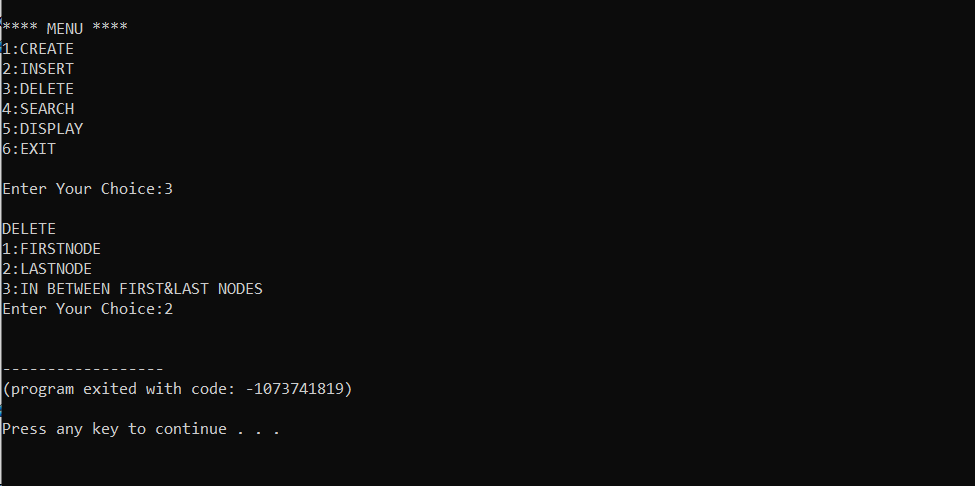 **** MENU ****
1:CREATE
2:INSERT
3:DELETE
4:SEARCH
5:DISPLAY
6:EXIT
Enter Your Choice:3
DELETE
1:FIRSTNODE
2:LASTNODE
3:IN BETWEEN FIRST&LAST NODES
Enter Your Choice:2
------------------
(program exited with code: -1073741819)
Press any key to continue . . .